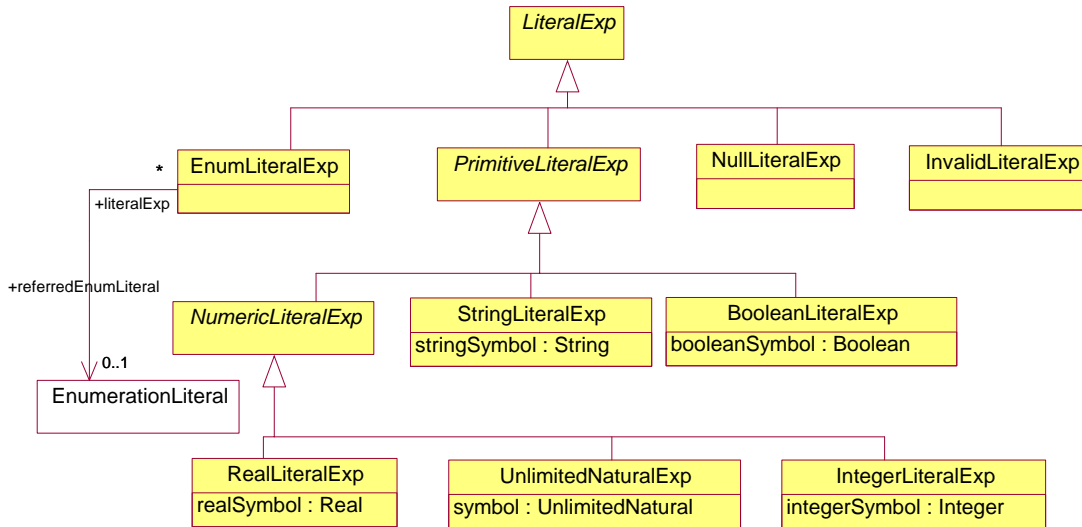 LiteralExp
*
EnumLiteralExp
PrimitiveLiteralExp
NullLiteralExp
InvalidLiteralExp
+literalExp
+referredEnumLiteral
NumericLiteralExp
StringLiteralExp
stringSymbol : String
BooleanLiteralExp
booleanSymbol : Boolean
0..1
EnumerationLiteral
RealLiteralExp
realSymbol : Real
UnlimitedNaturalExp
symbol : UnlimitedNatural
IntegerLiteralExp
integerSymbol : Integer